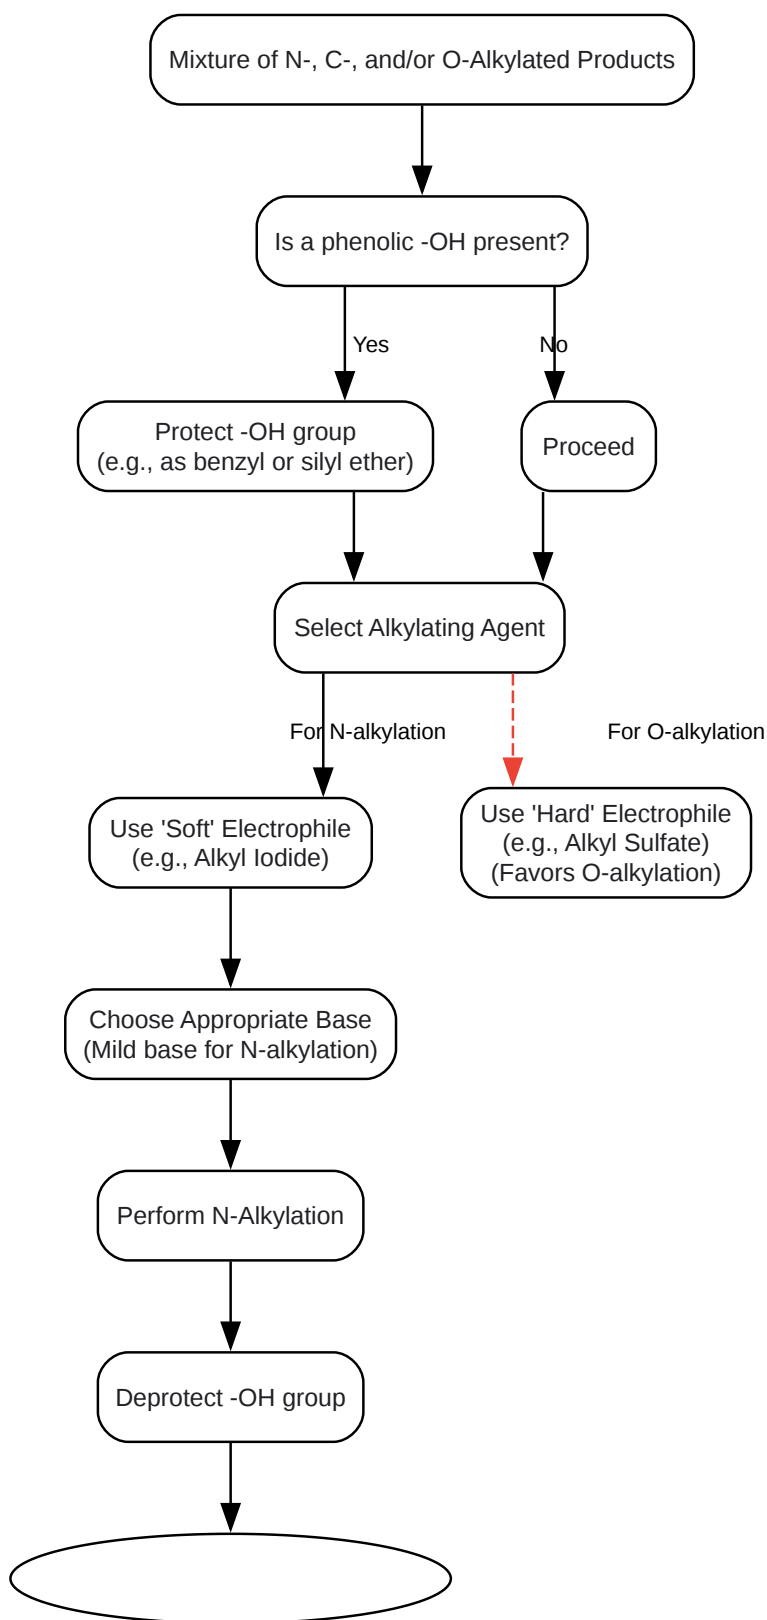 Mixture of N-, C-, and/or O-Alkylated Products
Is a phenolic -OH present?
Yes
No
Protect -OH group
(e.g., as benzyl or silyl ether)
Proceed
Select Alkylating Agent
For N-alkylation
For O-alkylation
Use 'Soft' Electrophile
(e.g., Alkyl Iodide)
Use 'Hard' Electrophile
(e.g., Alkyl Sulfate)
(Favors O-alkylation)
Choose Appropriate Base
(Mild base for N-alkylation)
Perform N-Alkylation
Deprotect -OH group